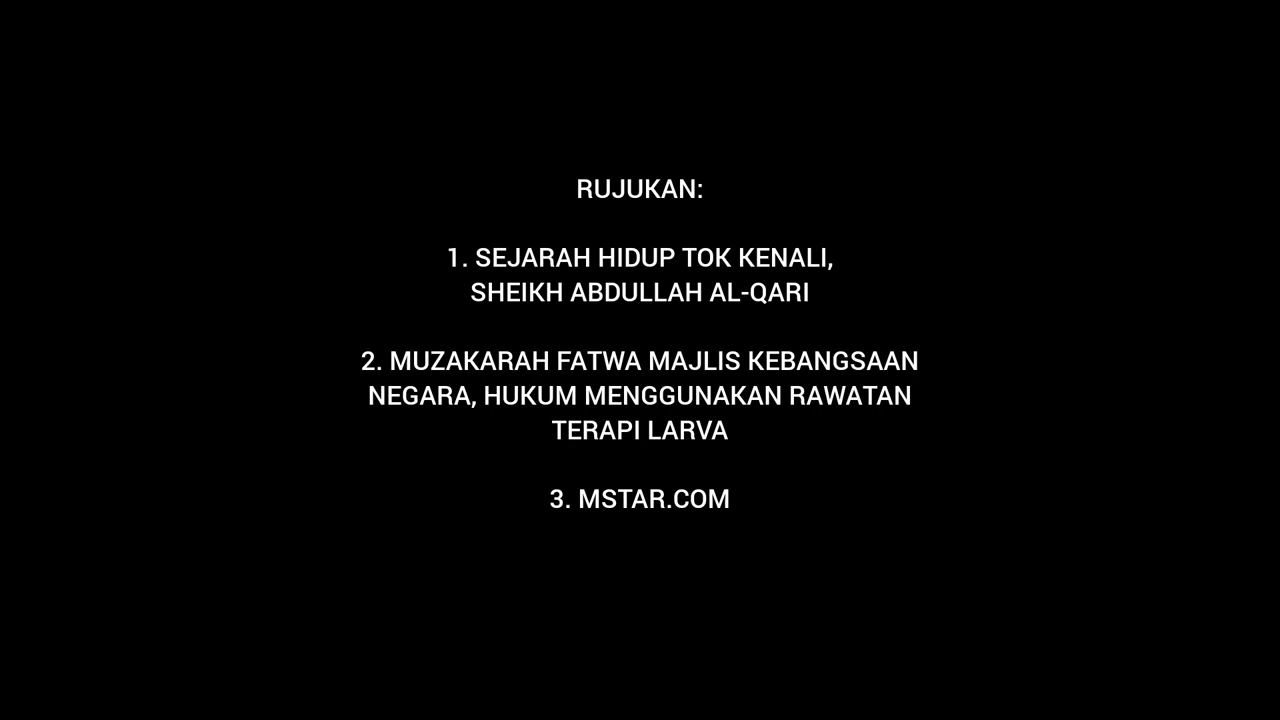 RUJUKAN:
1. SEJARAH HIDUP TOK KENALI,
SHEIKH ABDULLAH AL-QARI
2. MUZAKARAH FATWA MAJLIS KEBANGSAAN
NEGARA, HUKUM MENGGUNAKAN RAWATAN
TERAPI LARVA
3. MSTAR.COM